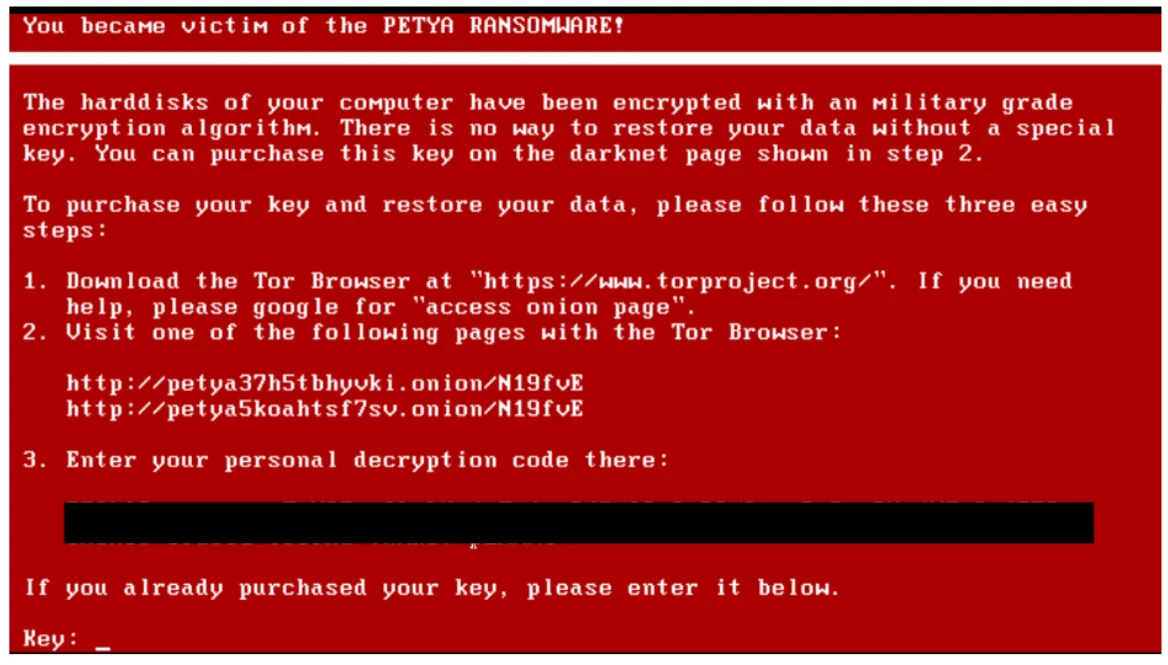 You became victim of the PETYA RANSOMWARE!
The harddisks of your computer have been encrypted with an military grade
encryption algorithm. There is no way to restore your data without a special
key. You can purchase this key on the darknet page shown in step 2.
To purchase your key and restore your data, please follow these three easy
steps:
1. Download the Tor Browser at "https://www.torproject.org/". If you need
help, please google for "access onion page".
2. Visit one of the following pages with the Tor Browser:
http://petya37h5tbhyvki.onion/N19fvE
http://petya5koahtsf7sv.onion/N19fvE
3. Enter your personal decryption code there:
If you already purchased your key, please enter it below.
Key: _